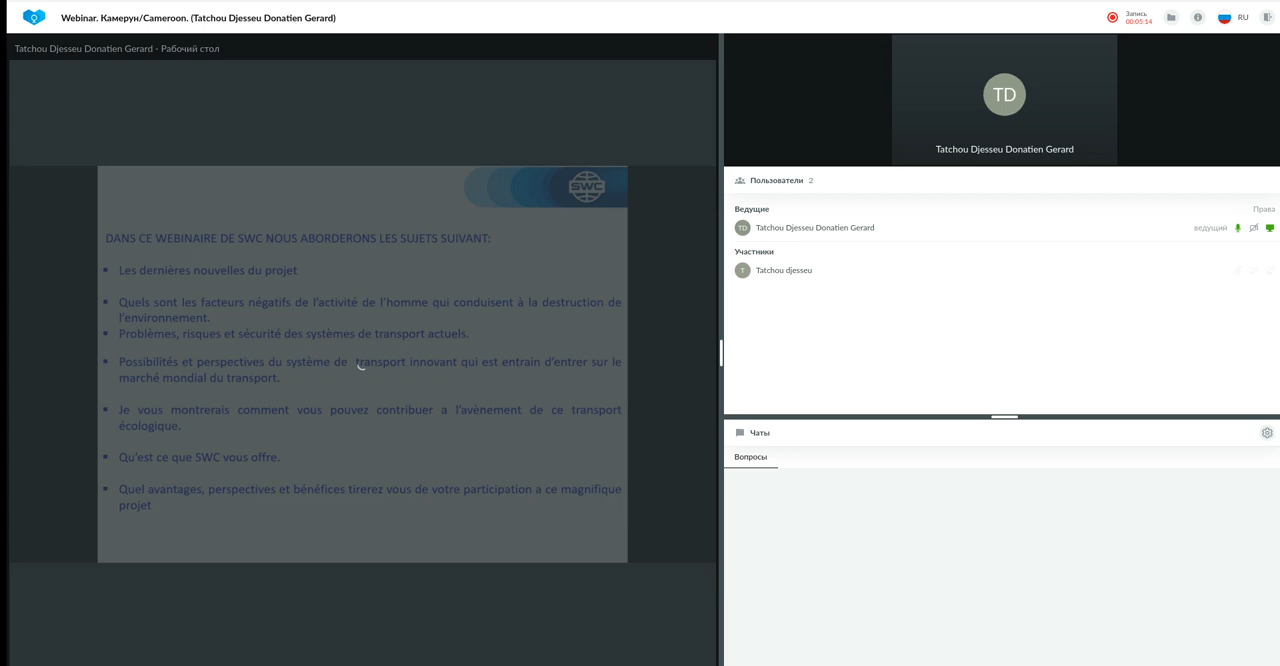 Webinar. Камерун/Cameroon. (Tatchou Djesseu Donatien Gerard)
Запись
00:05:14
RU
Tatchou Djesseu Donatien Gerard - Рабочий стол
SWC
DANS CE WEBINAIRE DE SWC NOUS ABORDERONS LES SUJETS SUIVANT:
▪ Les dernières nouvelles du projet
▪ Quels sont les facteurs négatifs de l'activité de l'homme qui conduisent à la destruction de
l'environnement.
▪ Problèmes, risques et sécurité des systèmes de transport actuels.
▪ Possibilités et perspectives du système de transport innovant qui est entrain d'entrer sur le
marché mondial du transport.
▪ Je vous montrerais comment vous pouvez contribuer a l'avènement de ce transport
écologique.
▪ Qu'est ce que SWC vous offre.
▪ Quel avantages, perspectives et bénéfices tirerez vous de votre participation a ce magnifique
projet
TD
Tatchou Djesseu Donatien Gerard
Пользователи 2
Ведущие Права
TD Tatchou Djesseu Donatien Gerard ведущий
Участники
T Tatchou djesseu
Чаты
Вопросы